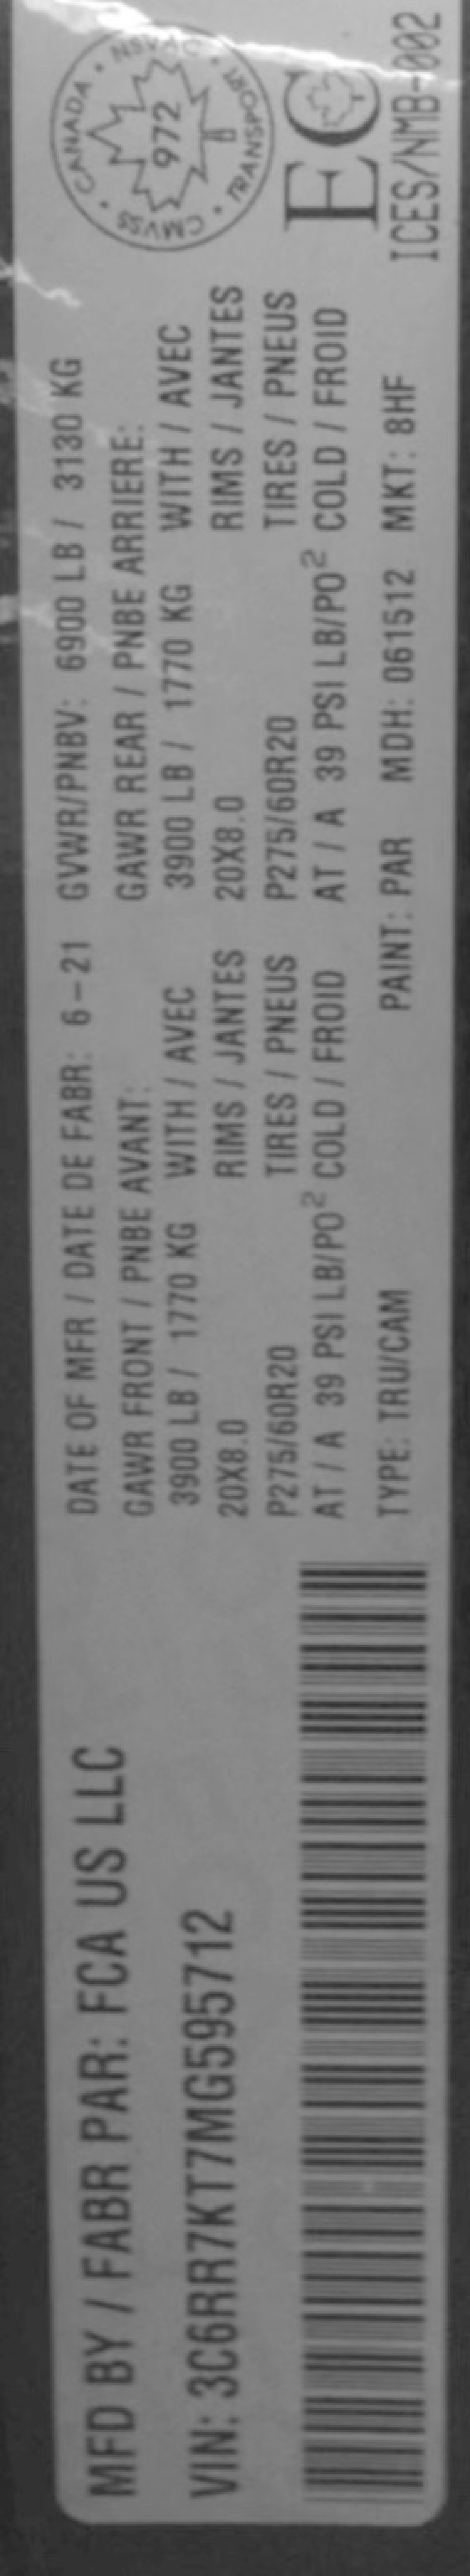 MFD BY / FABR PAR: FCA US LLC
VIN: 3C6RR7KT7MG595712
DATE OF MFR / DATE DE FABR: 6-21
GAWR FRONT / PNBE AVANT:
3900 LB / 1770 KG WITH / AVEC
20X8.0 RIMS / JANTES
P275/60R20 TIRES / PNEUS
AT / A 39 PSI LB/PO² COLD / FROID
GVWR/PNBV: 6900 LB / 3130 KG
GAWR REAR / PNBE ARRIERE:
3900 LB / 1770 KG WITH / AVEC
20X8.0 RIMS / JANTES
P275/60R20 TIRES / PNEUS
AT / A 39 PSI LB/PO² COLD / FROID
TYPE: TRU/CAM PAINT: PAR MDH: 061512 MKT: 8HF
CANADA • NSVAC • TRANSPORT • CMVSS •
972
EC
ICES/NMB-002